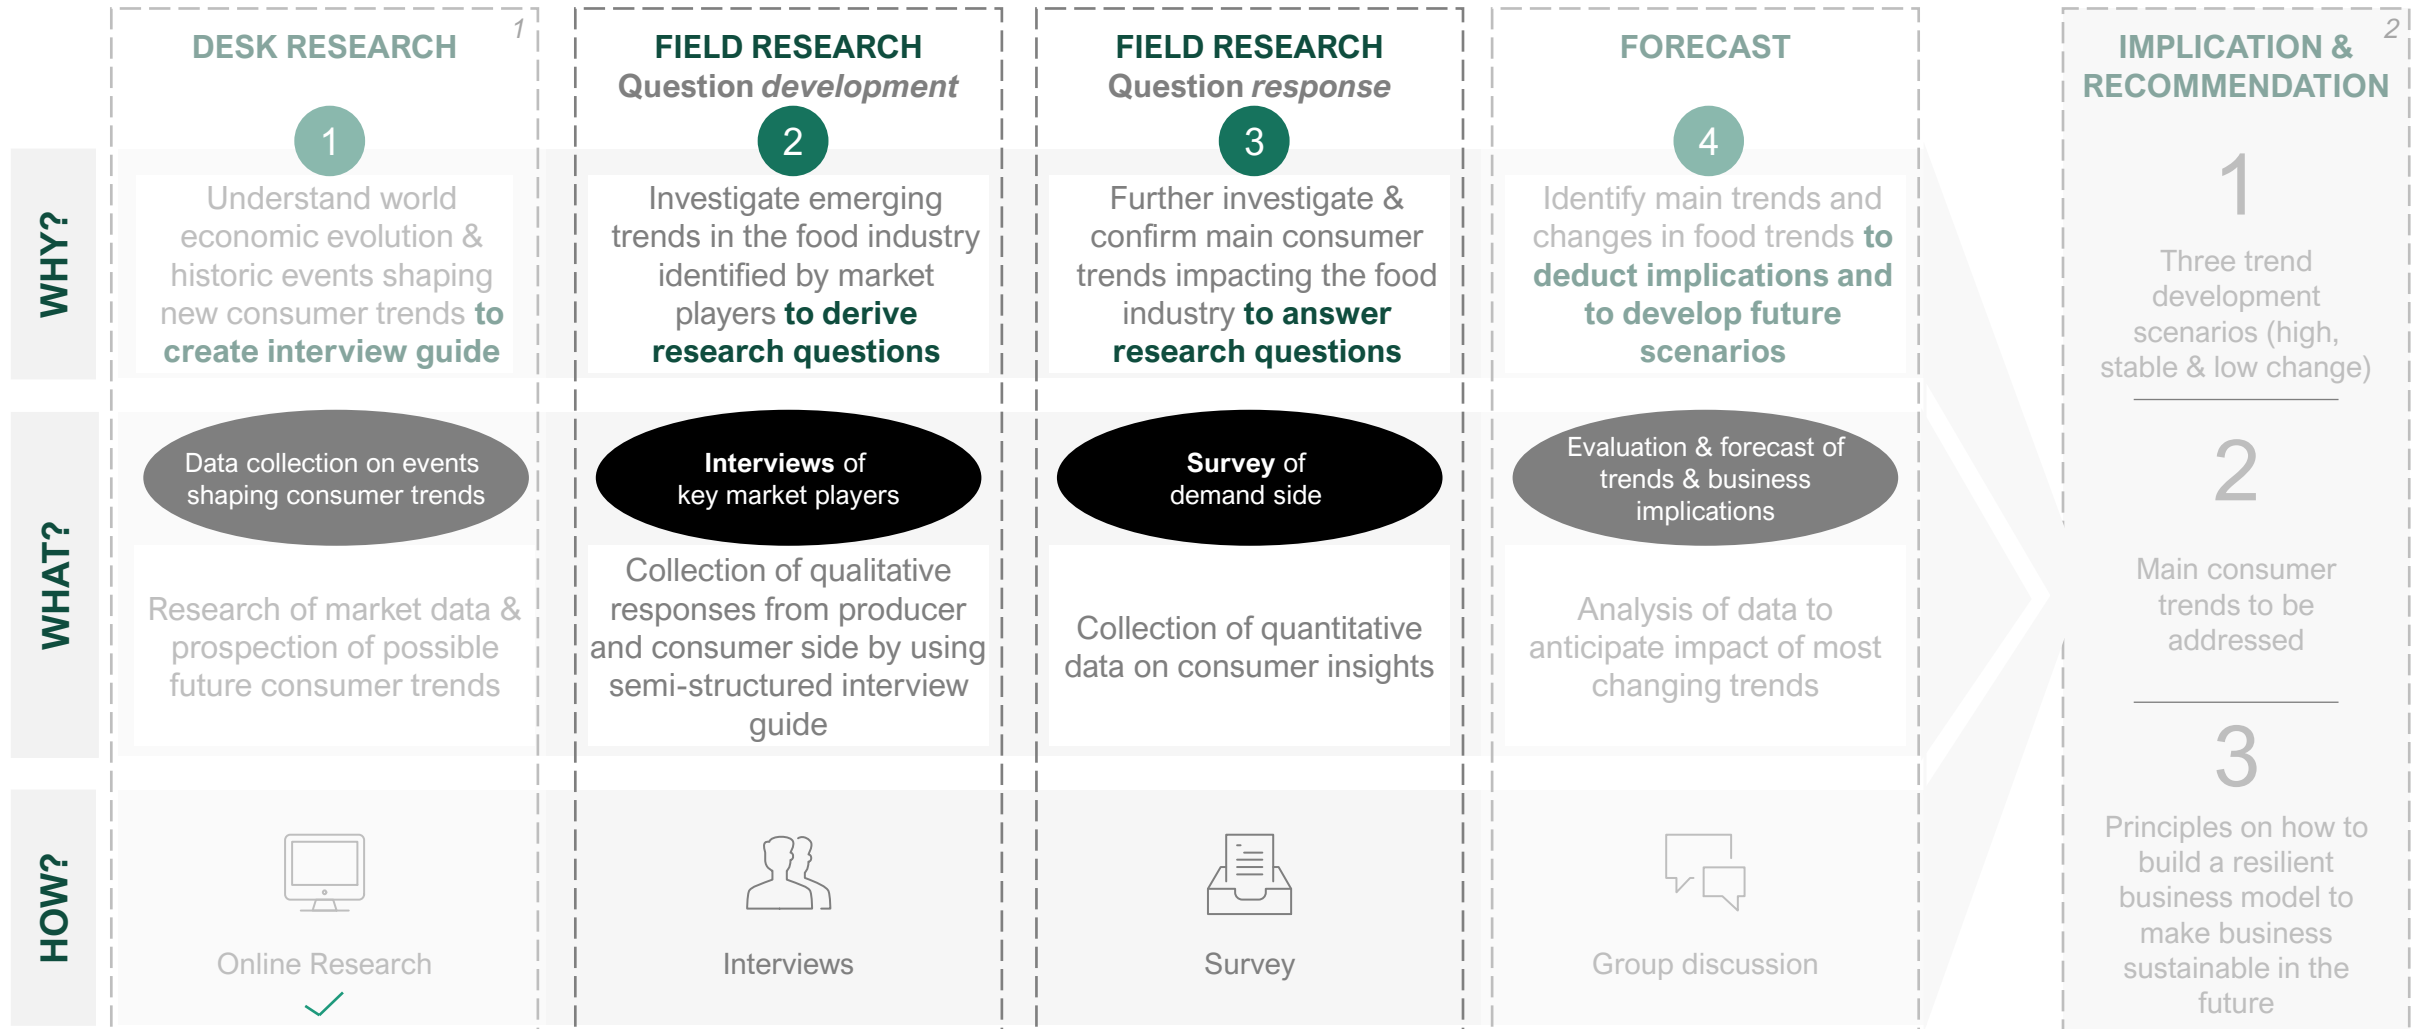 DESK RESEARCH
1
1
FIELD RESEARCH
Question development
2
FIELD RESEARCH
Question response
3
FORECAST
4
IMPLICATION &
RECOMMENDATION
2
WHY?
Understand world
economic evolution &
historic events shaping
new consumer trends to
create interview guide
Investigate emerging
trends in the food industry
identified by market
players to derive
research questions
Further investigate &
confirm main consumer
trends impacting the food
industry to answer
research questions
Identify main trends and
changes in food trends to
deduct implications and
to develop future
scenarios
WHAT?
Data collection on events
shaping consumer trends
Research of market data &
prospection of possible
future consumer trends
Interviews of
key market players
Collection of qualitative
responses from producer
and consumer side by using
semi-structured interview
guide
Survey of
demand side
Collection of quantitative
data on consumer insights
Evaluation & forecast of
trends & business
implications
Analysis of data to
anticipate impact of most
changing trends
HOW?
Online Research
Interviews
Survey
Group discussion
1
Three trend
development
scenarios (high,
stable & low change)
2
Main consumer
trends to be
addressed
3
Principles on how to
build a resilient
business model to
make business
sustainable in the
future